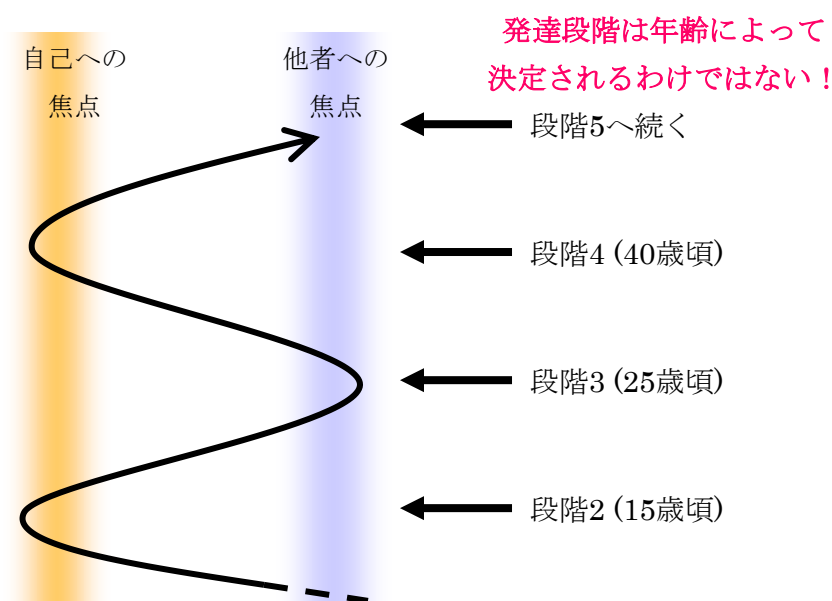 発達段階は年齢によって
決定されるわけではない！
自己への
焦点
他者への
焦点
段階5へ続く
段階4 (40歳頃)
段階3 (25歳頃)
段階2 (15歳頃)